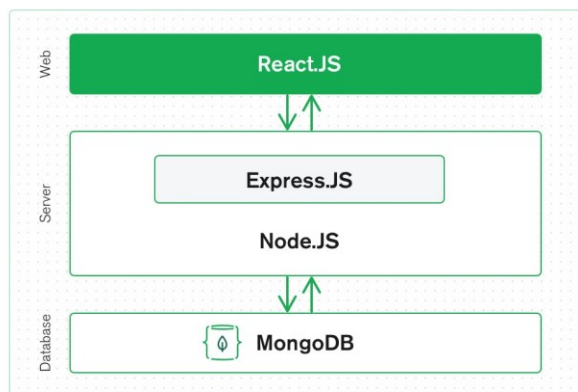 Web
React.JS
Server
Express.JS
Node.JS
Database
MongoDB